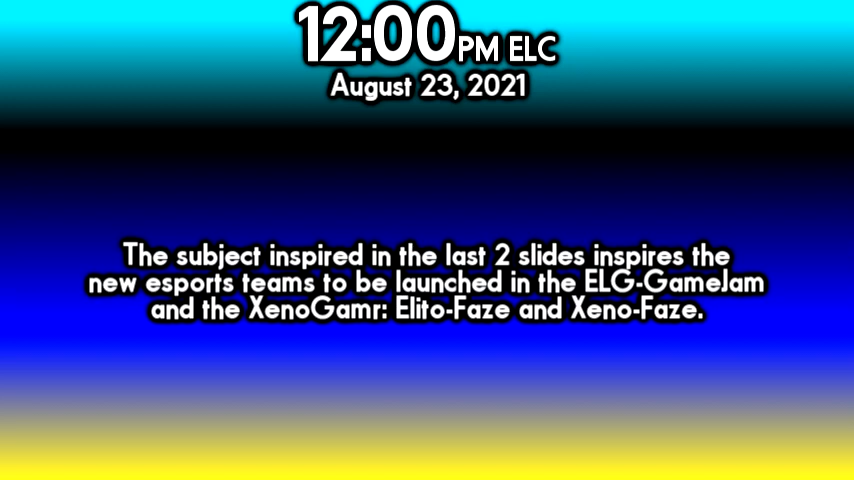 12:00PM ELC
August 23, 2021
The subject inspired in the last 2 slides inspires the
new esports teams to be launched in the ELG-GameJam
and the XenoGamr: Elito-Faze and Xeno-Faze.